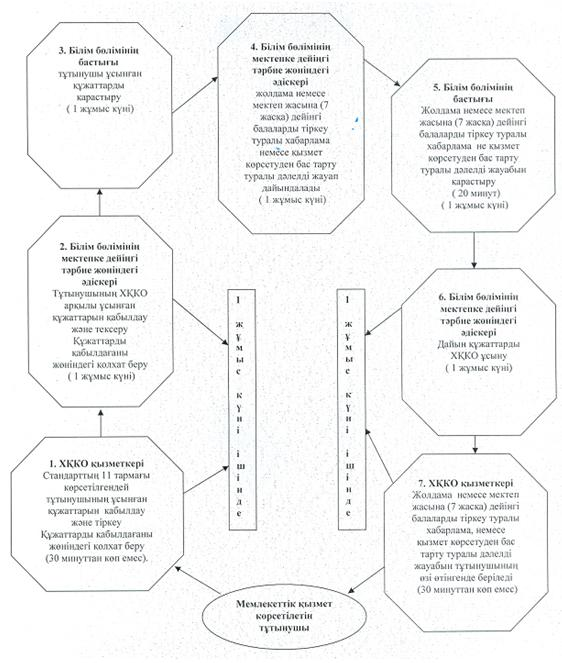 3. Білім бөлімінің
бастығы
тұтынушы ұсынған
құжаттарды
карастыру
( 1 жұмыс күні)
4. Білім бөлімінің
мектепке дейінгі
тәрбие жөніндегі
әдіскері
жолдама немесе
мектеп жасына (7
жасқа) дейінгі
балаларды тіркеу
туралы хабарлама
немесе қызмет
көрсетуден бас тарту
туралы дәлелді жауап
дайындалады
( 1 жұмыс күні)
5. Білім бөлімінің
бастығы
Жолдама немесе мектеп
жасына (7 жасқа) дейінгі
балаларды тіркеу туралы
хабарлама не қызмет
көрсетуден бас тарту
туралы дәлелді жауабын
қарастыру
( 20 минут)
( 1 жұмыс күні)
2. Білім бөлімінің
мектепке дейінгі
тәрбие жөніндегі
әдіскері
Тұтынушының ХҚКО
арқылы ұсынған
құжаттарын қабылдау
және тексеру
Құжаттарды
қабылдағаны
жөніндегі қолхат беру
( 1 жұмыс күні)
1 жұмыс күні ішінде
1 жұмыс күні ішінде
6. Білім бөлімінің
мектепке дейінгі
тәрбие жөніндегі
әдіскері
Дайын құжаттарды
ХҚКО ұсыну
( 1 жұмыс күні)
1. ХҚКО қызметкері
Стандарттың 11 тармағы
көрсетілгендей
тұтынушының ұсынған
құжаттарын қабылдау
және тіркеу
Құжаттарды қабылдағаны
жөніндегі қолхат беру
(30 минуттан көп емес).
7. ХҚКО қызметкері
Жолдама немесе мектеп
жасына (7 жасқа) дейінгі
балаларды тіркеу туралы
хабарлама, немесе
қызмет көрсетуден бас
тарту туралы дәлелді
жауабын тұтынушының
өзі өтінгенде беріледі
(30 минуттан көп емес)
Мемлекеттік қызмет
көрсетілетін
тұтынушы